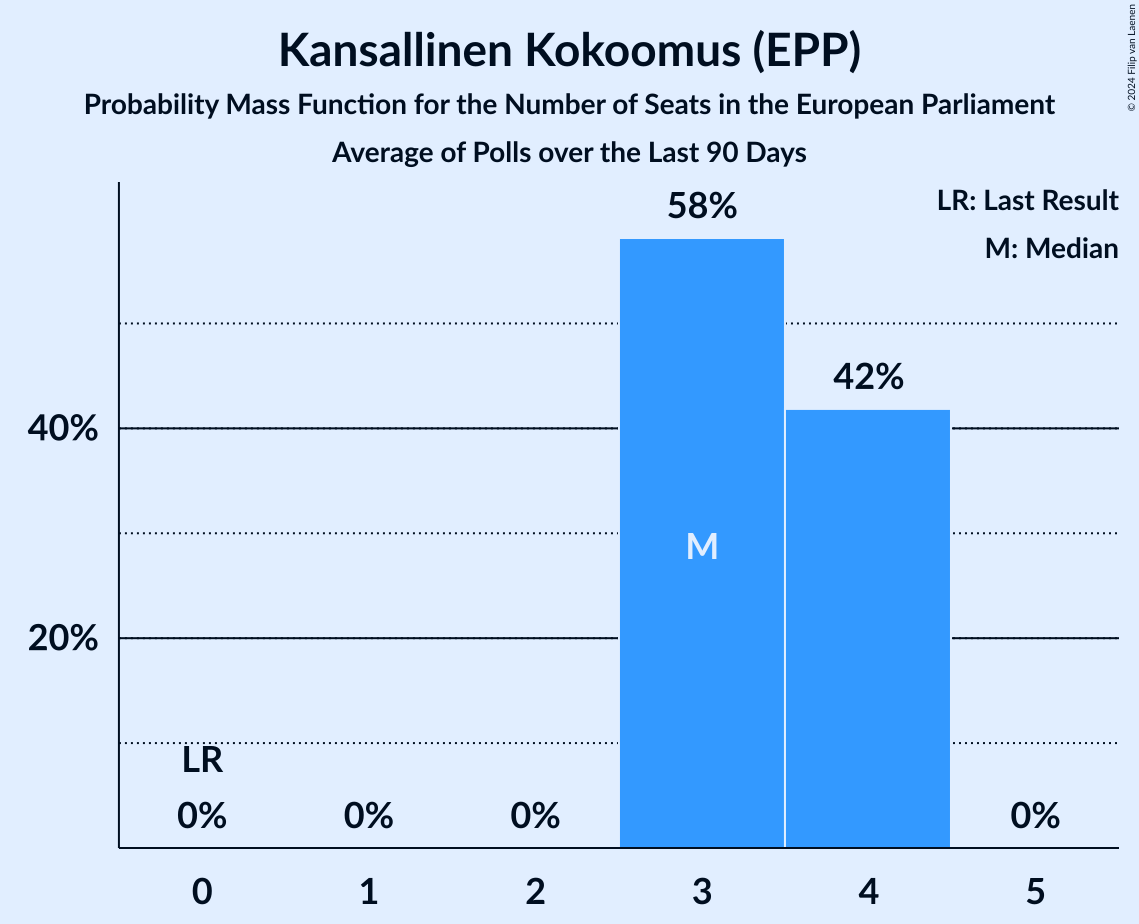 Kansallinen Kokoomus (EPP)
Probability Mass Function for the Number of Seats in the European Parliament
Average of Polls over the Last 90 Days
© 2024 Filip van Laenen
LR: Last Result
M: Median
58%
42%
40%
M
20%
LR
0% 0% 0% 0%
0 1 2 3 4 5